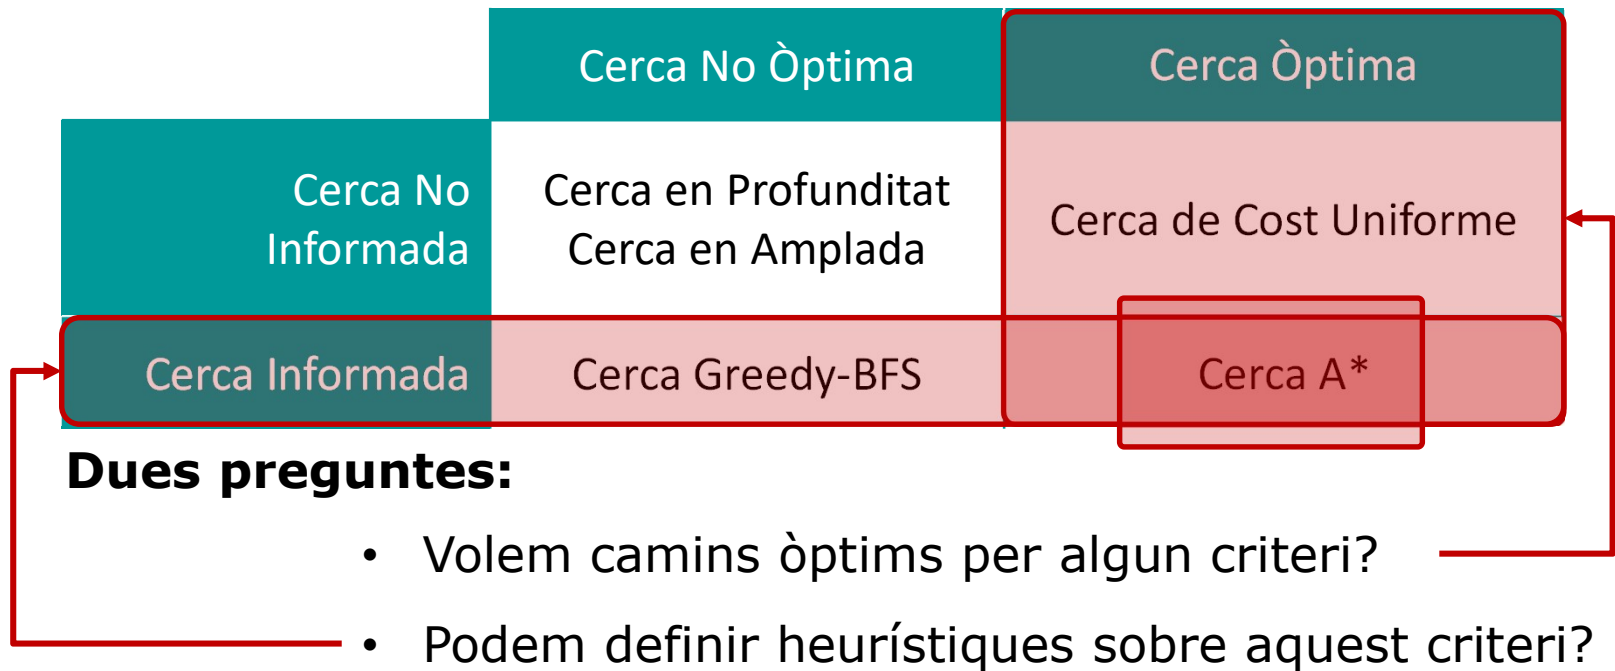 Cerca No Òptima
Cerca Òptima
Cerca No
Informada
Cerca en Profunditat
Cerca en Amplada
Cerca de Cost Uniforme
Cerca Informada
Cerca Greedy-BFS
Cerca A*
Dues preguntes:
• Volem camins òptims per algun criteri?
• Podem definir heurístiques sobre aquest criteri?